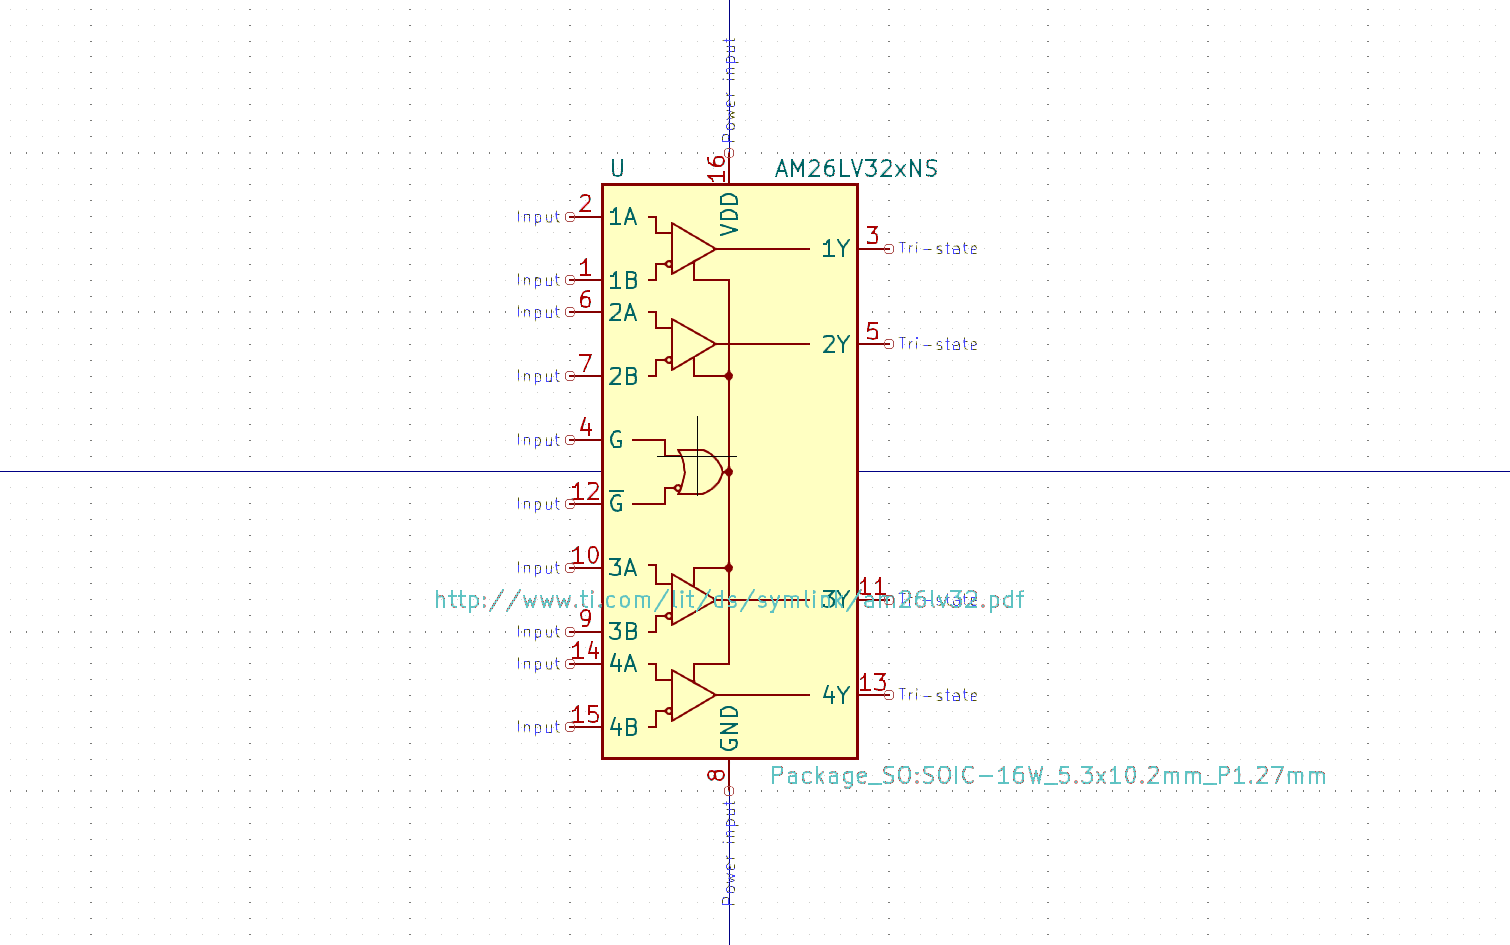 Power input
16
U AM26LV32xNS
VDD
Input 2 1A
1Y 3 Tri-state
Input 1 1B
Input 6 2A
2Y 5 Tri-state
Input 7 2B
Input 4 G
Input 12 G
Input 10 3A
http://www.ti.com/lit/ds/symlink/am26lv32.pdf
3Y 11 Tri-state
Input 9 3B
Input 14 4A
4Y 13 Tri-state
Input 15 4B
GND
8
Package_SO:SOIC-16W_5.3x10.2mm_P1.27mm
Power input